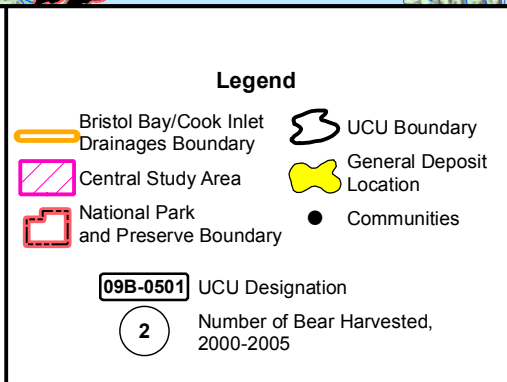 Legend
Bristol Bay/Cook Inlet
Drainages Boundary
Central Study Area
National Park
and Preserve Boundary
UCU Boundary
General Deposit
Location
Communities
09B-0501 UCU Designation
2 Number of Bear Harvested,
2000-2005